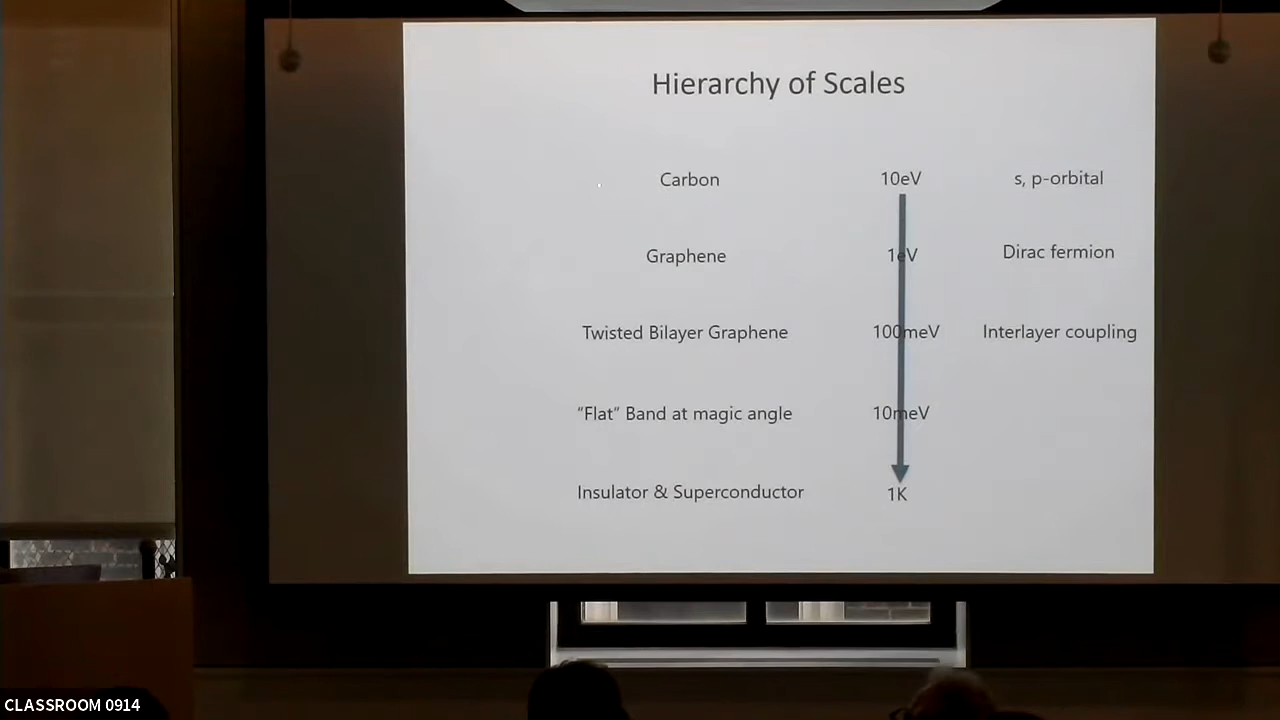 Hierarchy of Scales
Carbon 10eV s, p-orbital
Graphene 1eV Dirac fermion
Twisted Bilayer Graphene 100meV Interlayer coupling
“Flat” Band at magic angle 10meV
Insulator & Superconductor 1K
CLASSROOM 0914